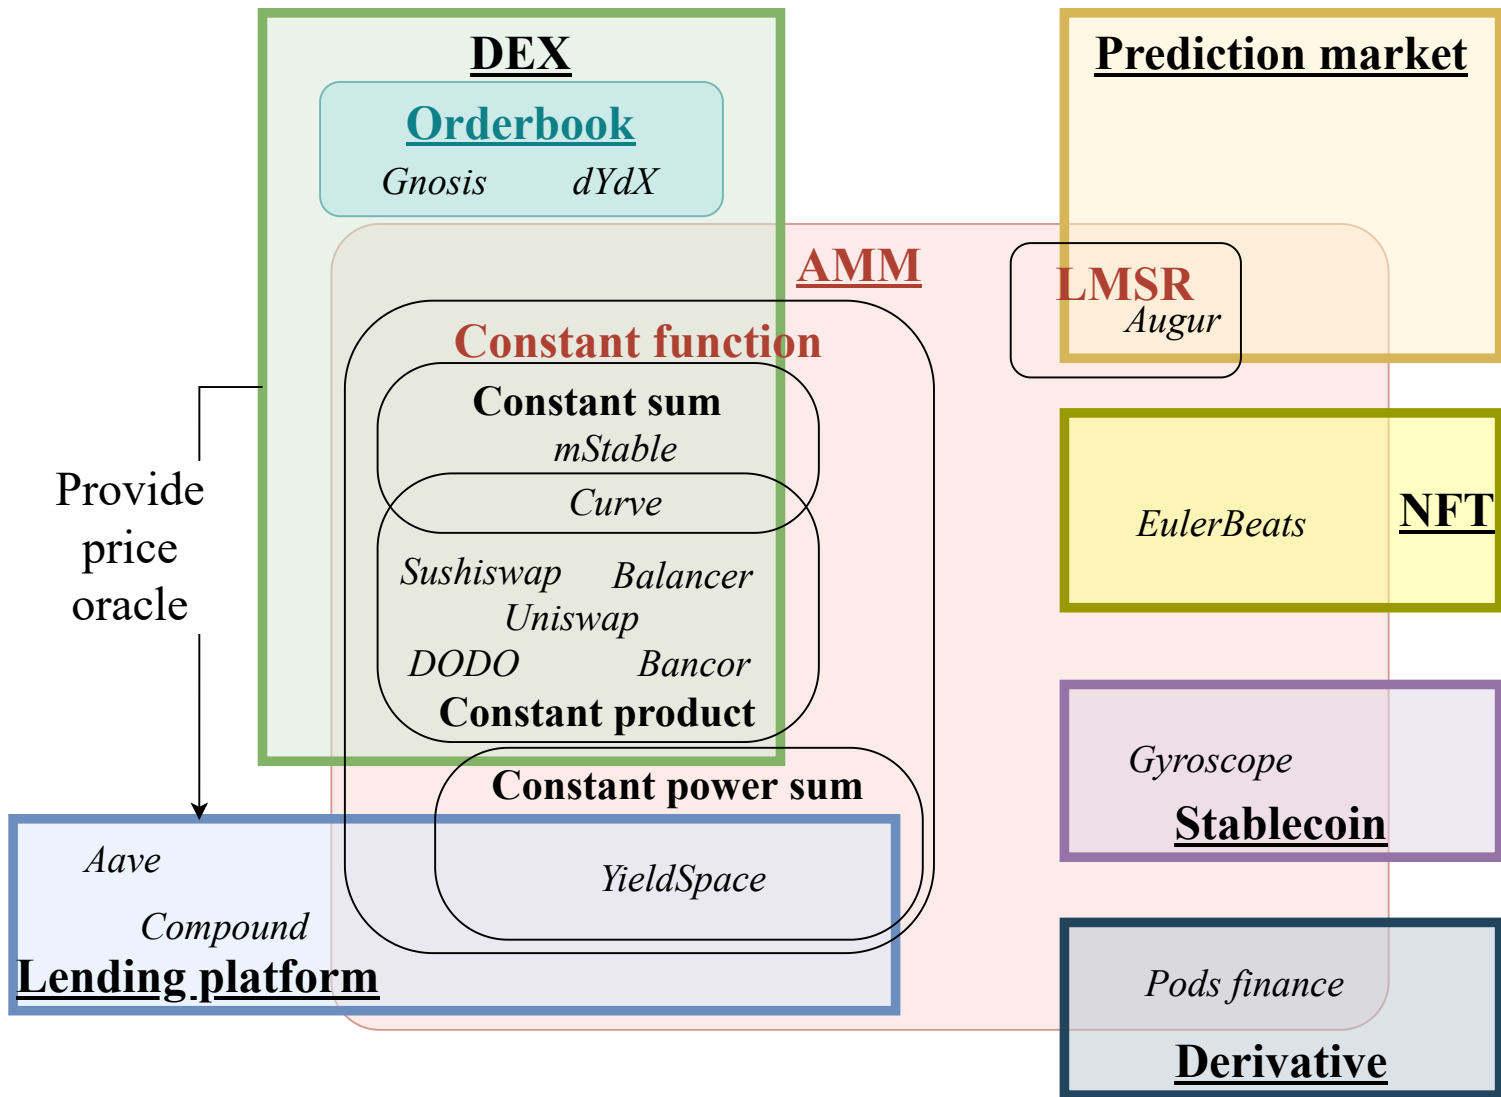 DEX
Orderbook
Gnosis dYdX
Prediction market
AMM
LMSR
Augur
Constant function
Constant sum
mStable
Curve
Sushiswap Balancer
Uniswap
DODO Bancor
Constant product
Constant power sum
YieldSpace
Provide
price
oracle
Aave
Compound
Lending platform
EulerBeats
NFT
Gyroscope
Stablecoin
Pods finance
Derivative